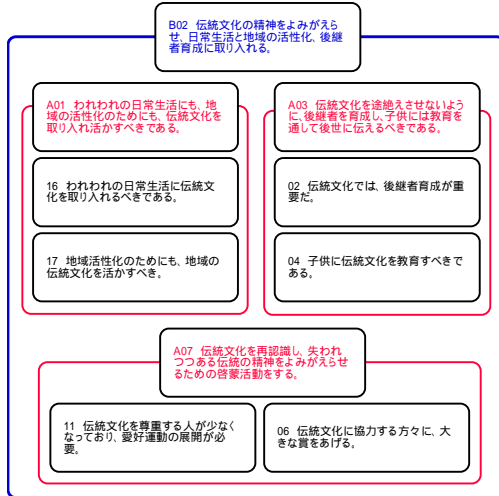 B02 伝統文化の精神をよみがえら
せ、日常生活と地域の活性化、後継
者育成に取り入れる。
A01 われわれの日常生活にも、地
域の活性化のためにも、伝統文化を
取り入れ活かすべきである。
16 われわれの日常生活に伝統文
化を取り入れるべきである。
17 地域活性化のためにも、地域の
伝統文化を活かすべき。
A03 伝統文化を途絶えさせないよう
に、後継者を育成し、子供には教育を
通して後世に伝えるべきである。
02 伝統文化では、後継者育成が重
要だ。
04 子供に伝統文化を教育すべきで
ある。
A07 伝統文化を再認識し、失われ
つつある伝統の精神をよみがえらせ
るための啓蒙活動をする。
11 伝統文化を尊重する人が少なく
なっており、愛好運動の展開が必
要。
06 伝統文化に協力する方々に、大
きな賞をあげる。